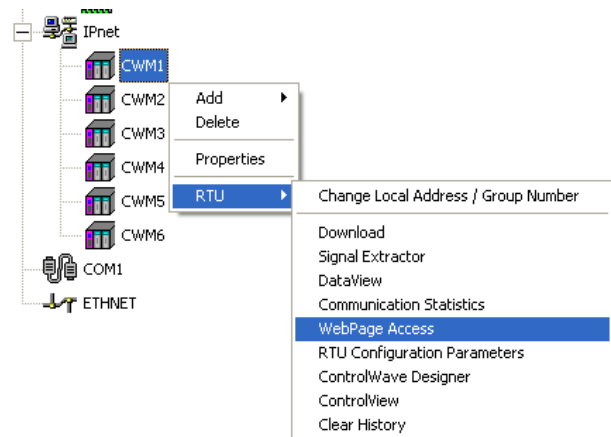 IPnet
CWM1
CWM2
CWM3
CWM4
CWM5
CWM6
COM1
ETHNET
Add
Delete
Properties
RTU
Change Local Address / Group Number
Download
Signal Extractor
DataView
Communication Statistics
WebPage Access
RTU Configuration Parameters
ControlWave Designer
ControlView
Clear History